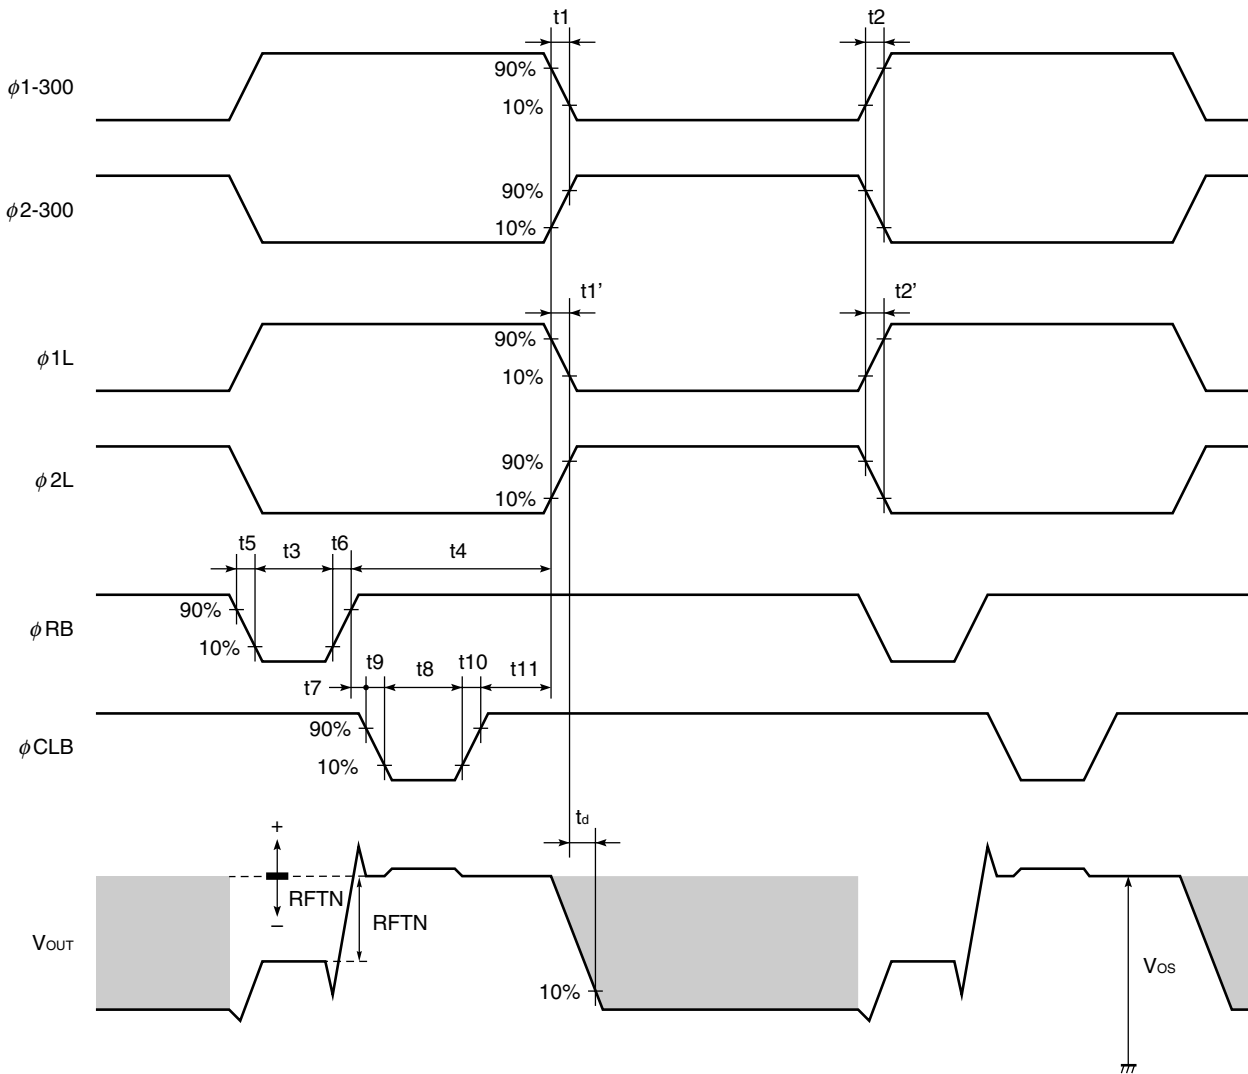 t1 t2
90%
ϕ1-300
10%
90%
ϕ2-300
10%
t1' t2'
90%
ϕ1L
10%
90%
ϕ2L
10%
t5 t3 t6 t4
90%
ϕRB
10%
t9 t8 t10 t11
t7
90%
ϕCLB
10%
td
+
RFTN
−
RFTN
VOUT
VOS
10%